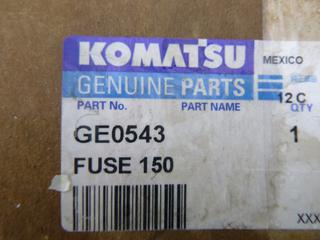 KOMATSU
MEXICO
GENUINE PARTS
12 C
PART No.
PART NAME
QTY
GE0543
1
FUSE 150
XXX